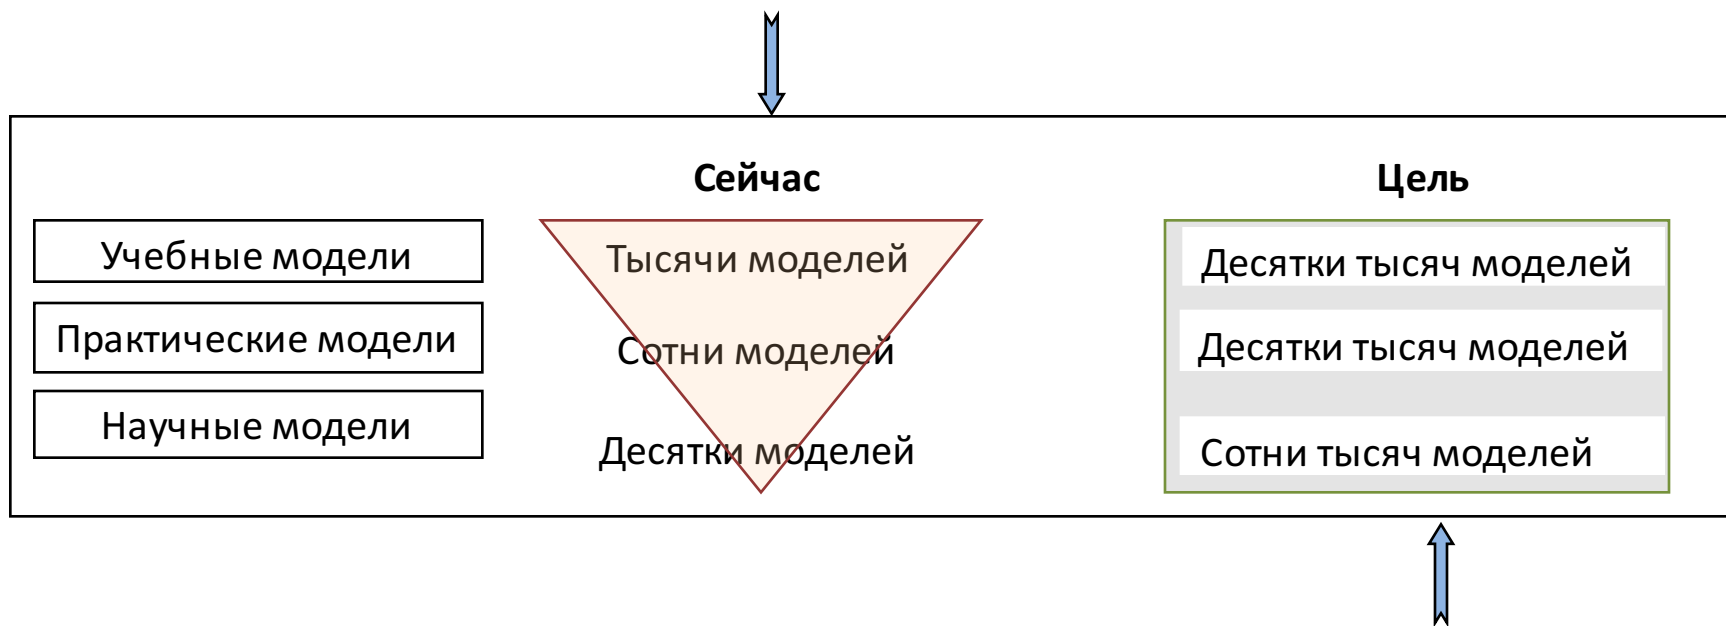 Сейчас
Цель
Учебные модели
Тысячи моделей
Десятки тысяч моделей
Практические модели
Сотни моделей
Десятки тысяч моделей
Научные модели
Десятки моделей
Сотни тысяч моделей